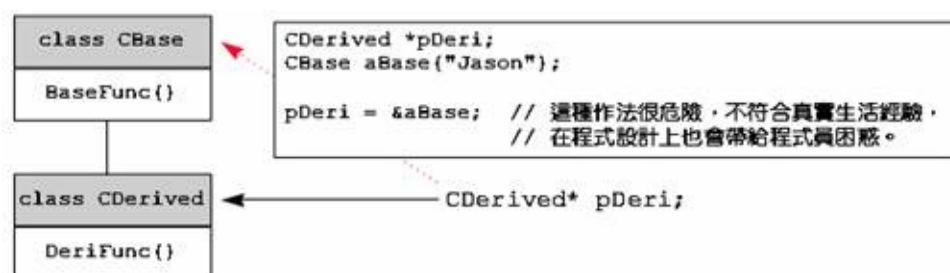 class CBase
BaseFunc{}
CDerived *pDeri;
CBase aBase("Jason");
pDeri = &aBase; // 這種作法很危險，不符合真實生活經驗，
// 在程式設計上也會帶給程式員困惑。
class CDerived
DeriFunc{}
CDerived* pDeri;